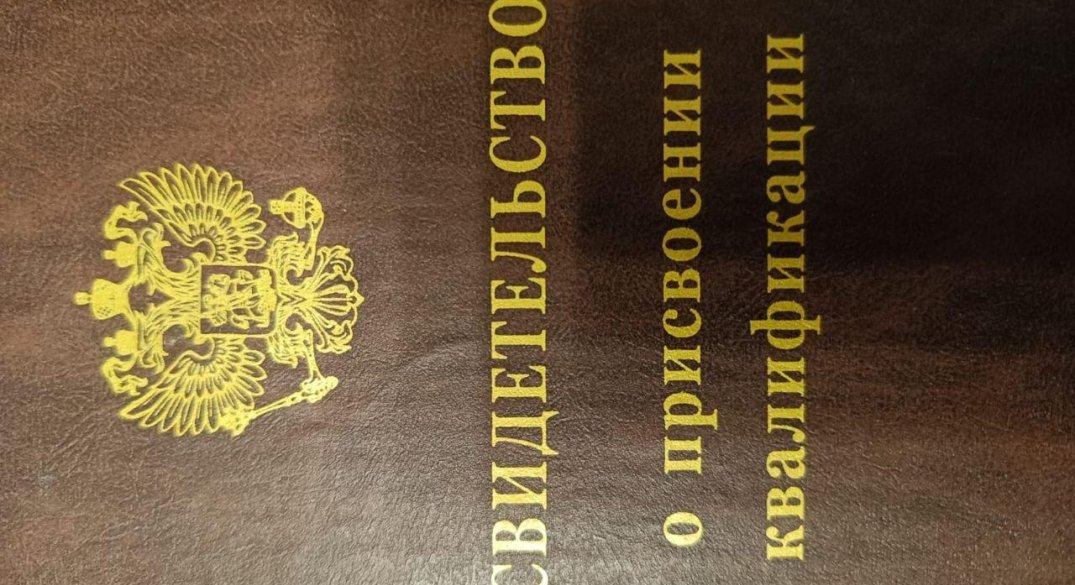 СВИДЕТЕЛЬСТВО
о присвоении
квалификации